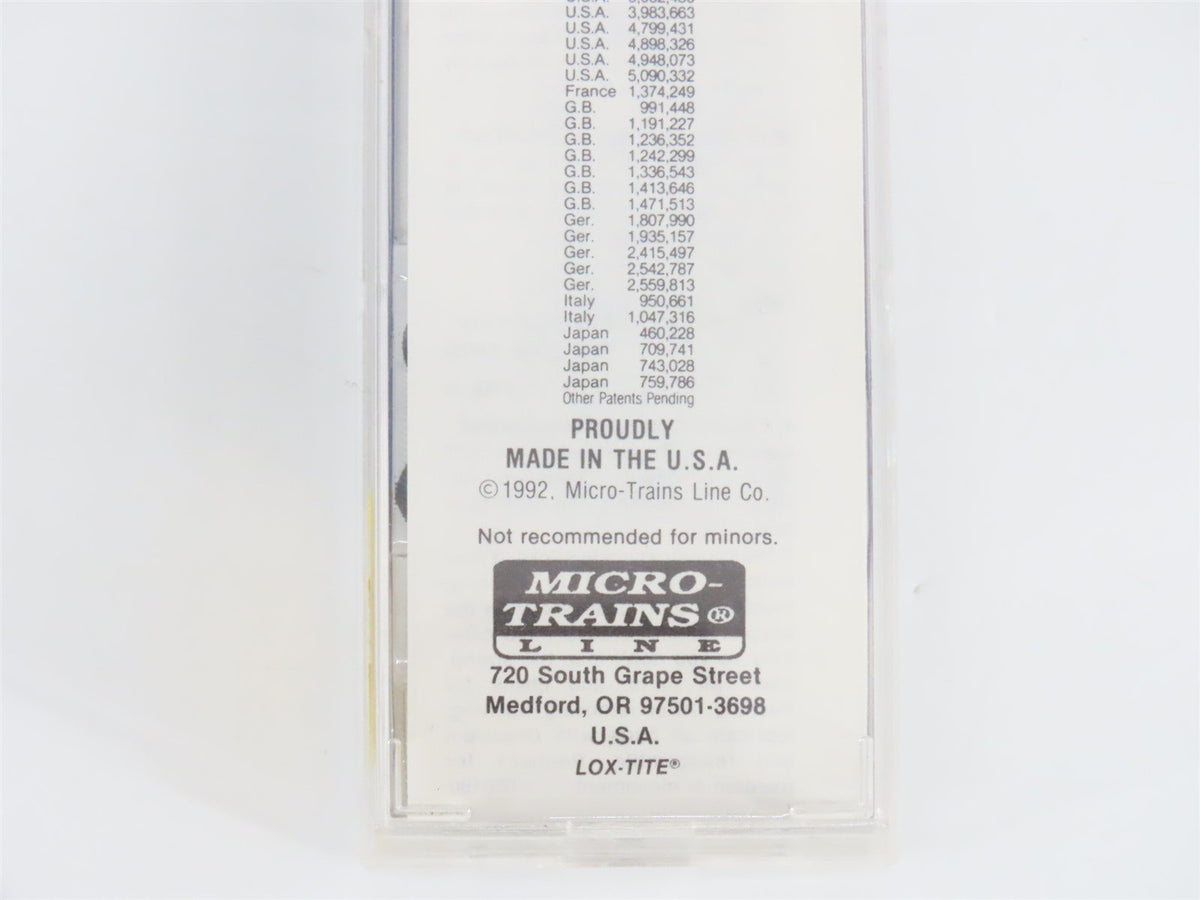 U.S.A. 3,983,663
U.S.A. 4,799,431
U.S.A. 4,898,326
U.S.A. 4,948,073
U.S.A. 5,090,332
France 1,374,249
G.B. 991,448
G.B. 1,191,227
G.B. 1,236,352
G.B. 1,242,299
G.B. 1,336,543
G.B. 1,413,646
G.B. 1,471,513
Ger. 1,807,990
Ger. 1,935,157
Ger. 2,415,497
Ger. 2,542,787
Ger. 2,559,813
Italy 950,661
Italy 1,047,316
Japan 460,228
Japan 709,741
Japan 743,028
Japan 759,786
Other Patents Pending
PROUDLY
MADE IN THE U.S.A.
©1992, Micro-Trains Line Co.
Not recommended for minors.
MICRO-
TRAINS®
LINE
720 South Grape Street
Medford, OR 97501-3698
U.S.A.
LOX-TITE®